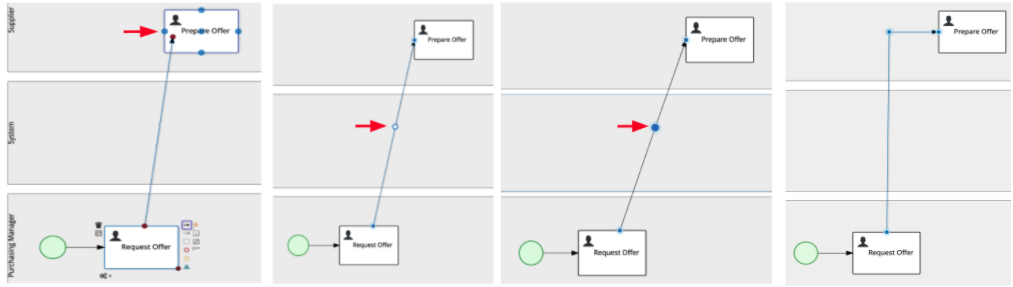 Supplier
Prepare Offer
System
Purchasing Manager
Request Offer
Prepare Offer
Request Offer
Prepare Offer
Request Offer
Prepare Offer
Request Offer